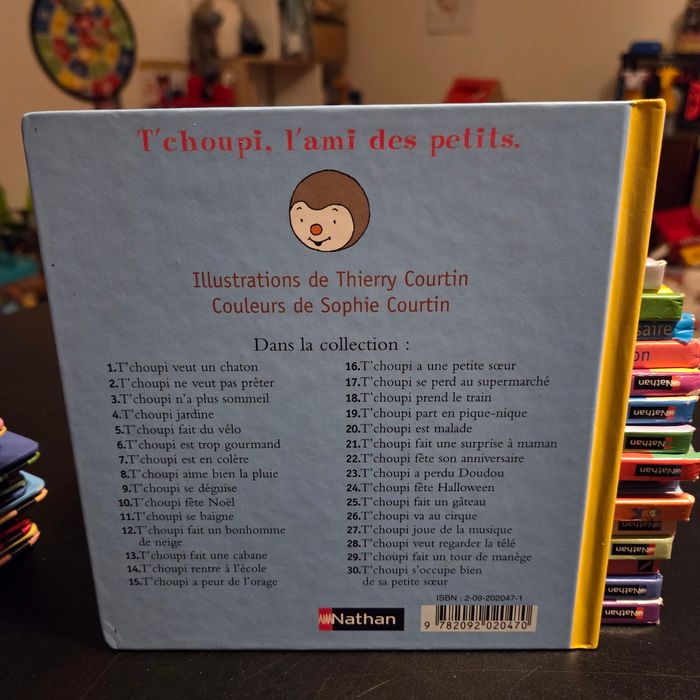 T'choupi, l'ami des petits.
Illustrations de Thierry Courtin
Couleurs de Sophie Courtin
Dans la collection :
1.T'choupi veut un chaton
2.T'choupi ne veut pas prêter
3.T'choupi n'a plus sommeil
4.T'choupi jardine
5.T'choupi fait du vélo
6.T'choupi est trop gourmand
7.T'choupi est en colère
8.T'choupi aime bien la pluie
9.T'choupi se déguise
10.T'choupi fête Noël
11.T'choupi se baigne
12.T'choupi fait un bonhomme
de neige
13.T'choupi fait une cabane
14.T'choupi rentre à l'école
15.T'choupi a peur de l'orage
16.T'choupi a une petite sœur
17.T'choupi se perd au supermarché
18.T'choupi prend le train
19.T'choupi part en pique-nique
20.T'choupi est malade
21.T'choupi fait une surprise à maman
22.T'choupi fête son anniversaire
23.T'choupi a perdu Doudou
24.T'choupi fête Halloween
25.T'choupi fait un gâteau
26.T'choupi va au cirque
27.T'choupi joue de la musique
28.T'choupi veut regarder la télé
29.T'choupi fait un tour de manège
30.T'choupi s'occupe bien
de sa petite sœur
ISBN : 2-09-202047-1
Nathan
9 782092 020470
saire
on
Nathan
Nathan
Nathan
Nathan
Nathan
Nathan
Nathan
Nathan